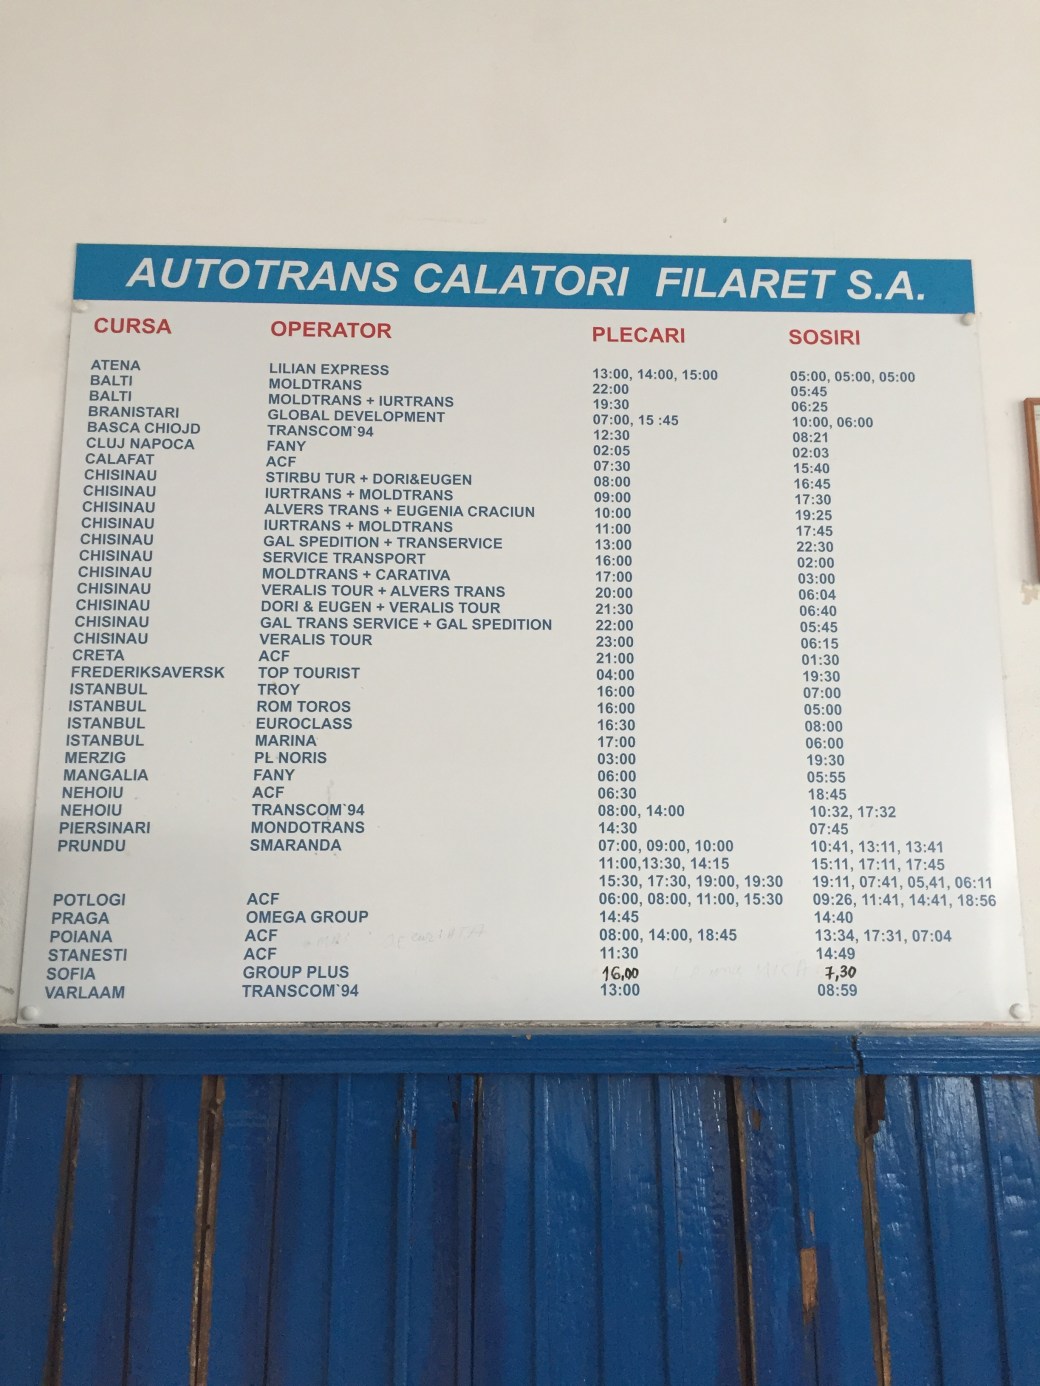 AUTOTRANS CALATORI FILARET S.A.
CURSA OPERATOR PLECARI SOSIRI
ATENA LILIAN EXPRESS 13:00, 14:00, 15:00 05:00, 05:00, 05:00
BALTI MOLDTRANS 22:00 05:45
BALTI MOLDTRANS + IURTRANS 19:30 06:25
BRANISTARI GLOBAL DEVELOPMENT 07:00, 15 :45 10:00, 06:00
BASCA CHIOJD TRANSCOM`94 12:30 08:21
CLUJ NAPOCA FANY 02:05 02:03
CALAFAT ACF 07:30 15:40
CHISINAU STIRBU TUR + DORI&EUGEN 08:00 16:45
CHISINAU IURTRANS + MOLDTRANS 09:00 17:30
CHISINAU ALVERS TRANS + EUGENIA CRACIUN 10:00 19:25
CHISINAU IURTRANS + MOLDTRANS 11:00 17:45
CHISINAU GAL SPEDITION + TRANSERVICE 13:00 22:30
CHISINAU SERVICE TRANSPORT 16:00 02:00
CHISINAU MOLDTRANS + CARATIVA 17:00 03:00
CHISINAU VERALIS TOUR + ALVERS TRANS 20:00 06:04
CHISINAU DORI & EUGEN + VERALIS TOUR 21:30 06:40
CHISINAU GAL TRANS SERVICE + GAL SPEDITION 22:00 05:45
CHISINAU VERALIS TOUR 23:00 06:15
CRETA ACF 21:00 01:30
FREDERIKSAVERSK TOP TOURIST 04:00 19:30
ISTANBUL TROY 16:00 07:00
ISTANBUL ROM TOROS 16:00 05:00
ISTANBUL EUROCLASS 16:30 08:00
ISTANBUL MARINA 17:00 06:00
MERZIG PL NORIS 03:00 19:30
MANGALIA FANY 06:00 05:55
NEHOIU ACF 06:30 18:45
NEHOIU TRANSCOM`94 08:00, 14:00 10:32, 17:32
PIERSINARI MONDOTRANS 14:30 07:45
PRUNDU SMARANDA 07:00, 09:00, 10:00 10:41, 13:11, 13:41
11:00,13:30, 14:15 15:11, 17:11, 17:45
15:30, 17:30, 19:00, 19:30 19:11, 07:41, 05,41, 06:11
POTLOGI ACF 06:00, 08:00, 11:00, 15:30 09:26, 11:41, 14:41, 18:56
PRAGA OMEGA GROUP 14:45 14:40
POIANA ACF 08:00, 14:00, 18:45 13:34, 17:31, 07:04
STANESTI ACF 11:30 14:49
SOFIA GROUP PLUS 16,00 7,30
VARLAAM TRANSCOM`94 13:00 08:59